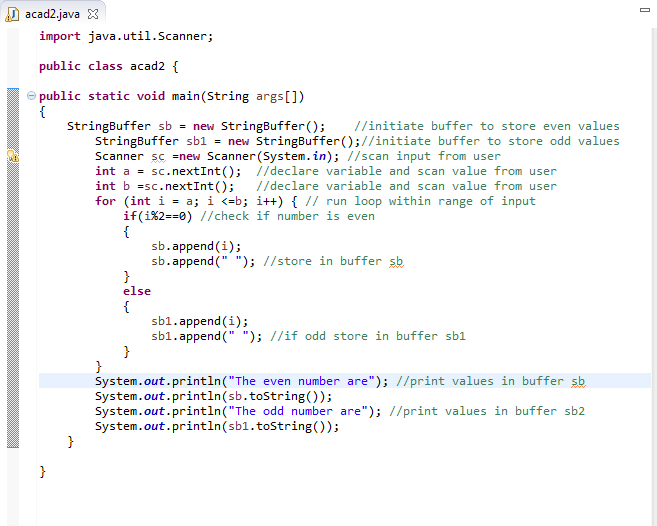 acad2.java
import java.util.Scanner;
public class acad2 {
public static void main(String args[])
{
StringBuffer sb = new StringBuffer();    //initiate buffer to store even values
StringBuffer sb1 = new StringBuffer();//initiate buffer to store odd values
Scanner sc =new Scanner(System.in); //scan input from user
int a = sc.nextInt();   //declare variable and scan value from user
int b =sc.nextInt();   //declare variable and scan value from user
for (int i = a; i <=b; i++) { // run loop within range of input
if(i%2==0) //check if number is even
{
sb.append(i);
sb.append(" "); //store in buffer sb
}
else
{
sb1.append(i);
sb1.append(" "); //if odd store in buffer sb1
}
}
System.out.println("The even number are"); //print values in buffer sb
System.out.println(sb.toString());
System.out.println("The odd number are"); //print values in buffer sb2
System.out.println(sb1.toString());
}
}